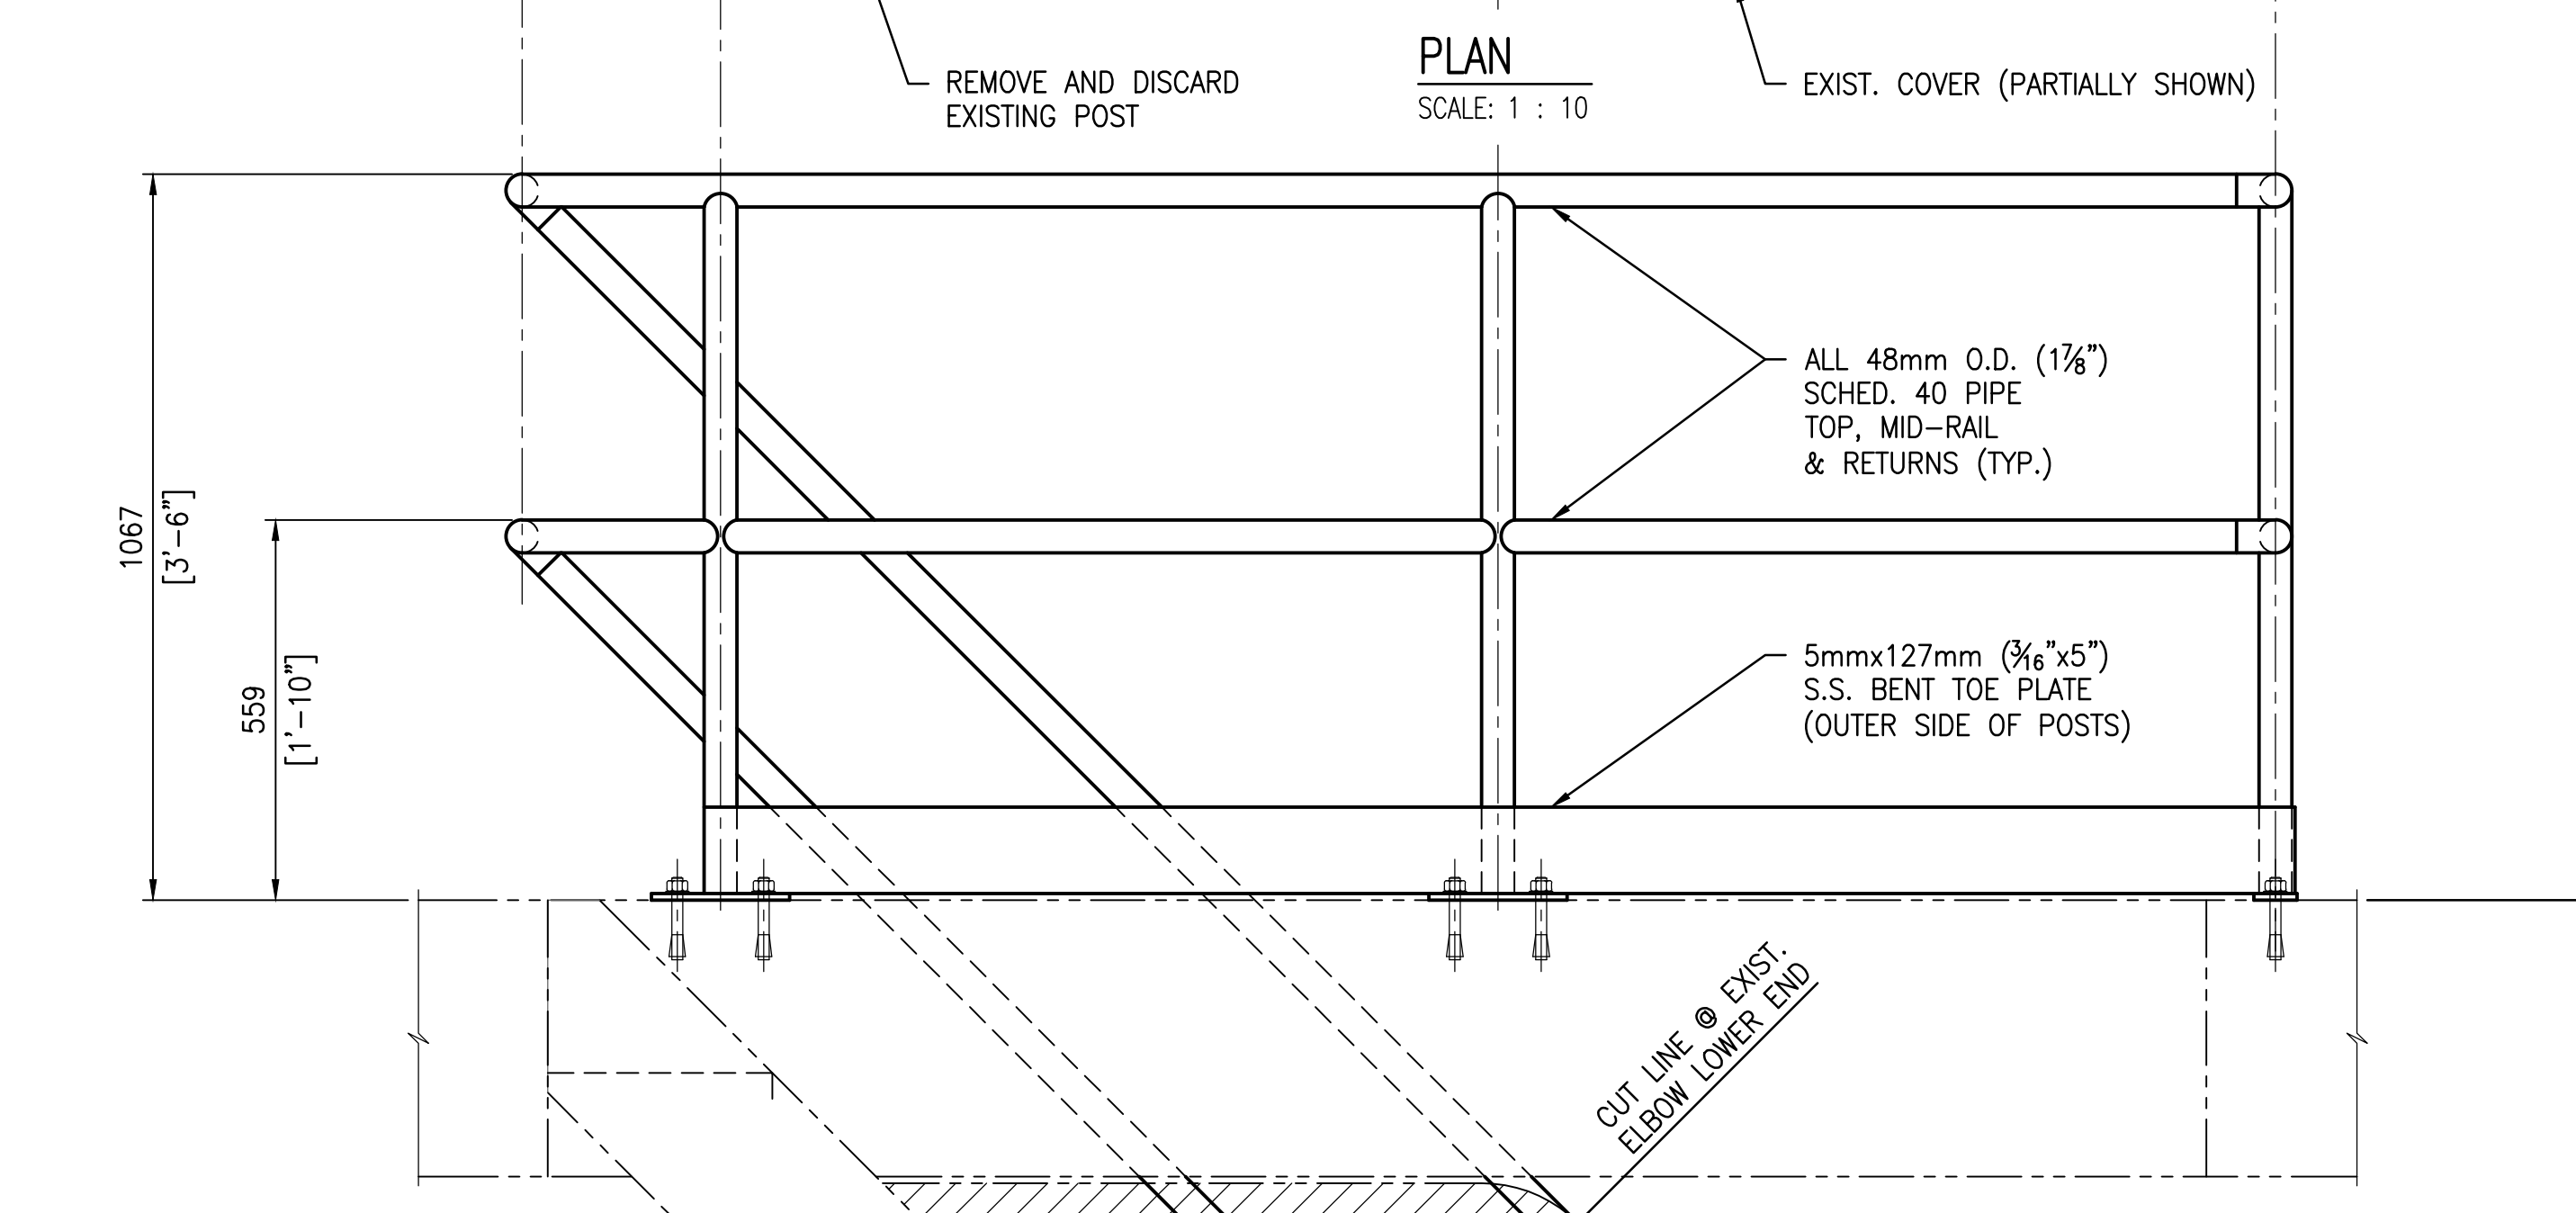 REMOVE AND DISCARD
EXISTING POST
PLAN
SCALE: 1 : 10
EXIST. COVER (PARTIALLY SHOWN)
1067
[3'-6"]
559
[1'-10"]
ALL 48mm O.D. (1⅞")
SCHED. 40 PIPE
TOP, MID-RAIL
& RETURNS (TYP.)
5mmx127mm (3/16"x5")
S.S. BENT TOE PLATE
(OUTER SIDE OF POSTS)
CUT LINE @ EXIST.
ELBOW LOWER END